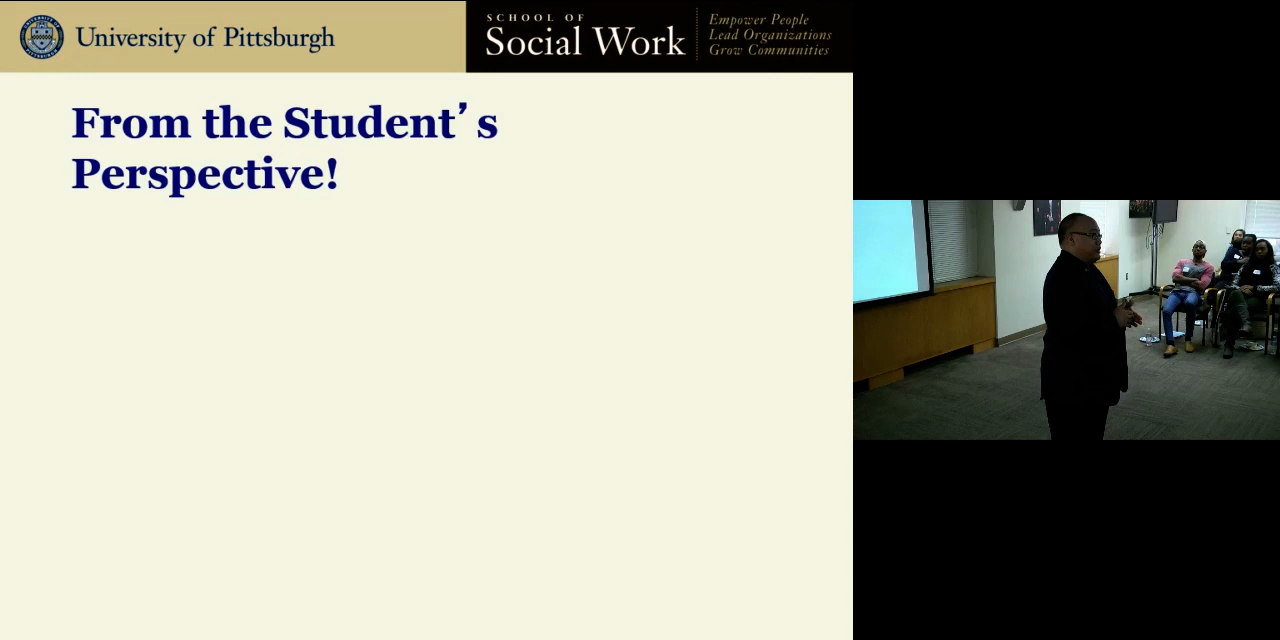 University of Pittsburgh
SCHOOL OF
Social Work
Empower People
Lead Organizations
Grow Communities
From the Student’s
Perspective!